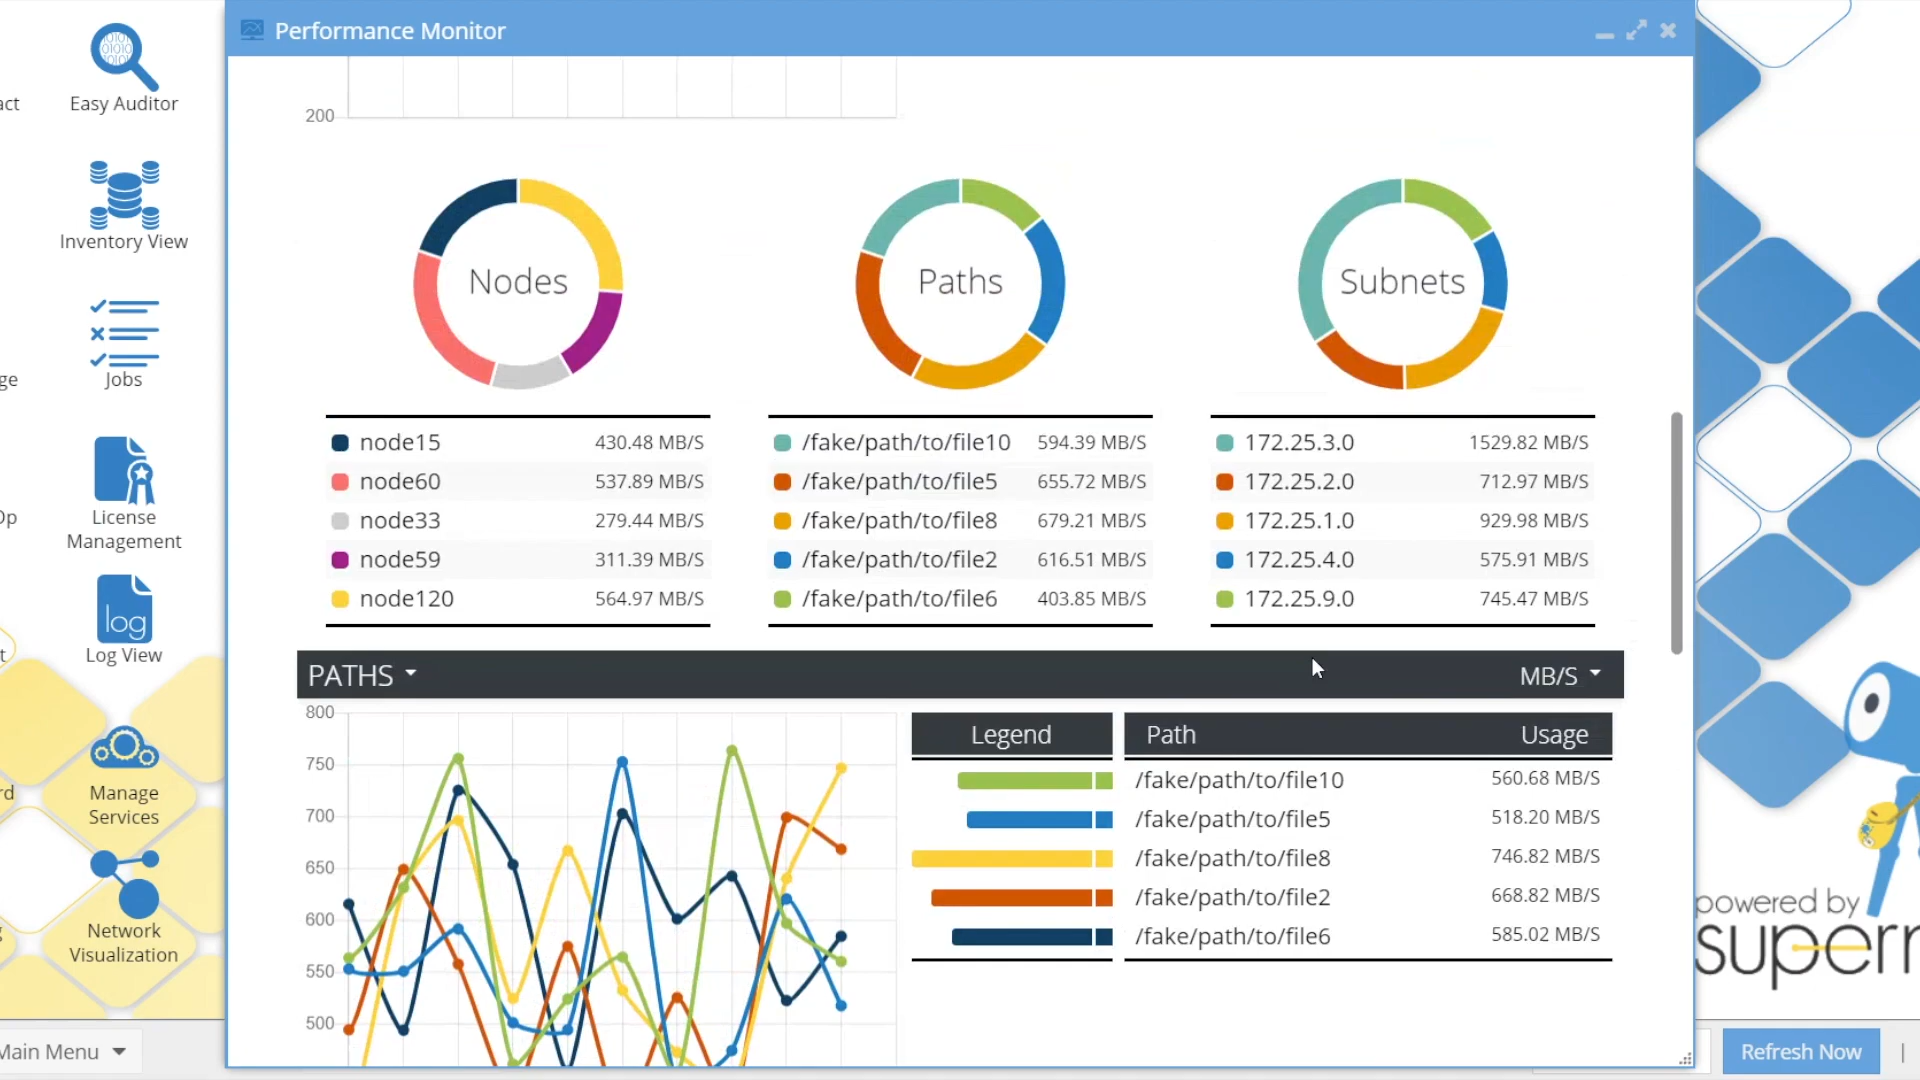 Performance Monitor
act
Easy Auditor
Inventory View
ge
Jobs
Op
License
Management
log
Log View
t
rd
Manage
Services
Network
Visualization
Main Menu
200
Nodes
Paths
Subnets
node15 430.48 MB/S
node60 537.89 MB/S
node33 279.44 MB/S
node59 311.39 MB/S
node120 564.97 MB/S
/fake/path/to/file10 594.39 MB/S
/fake/path/to/file5 655.72 MB/S
/fake/path/to/file8 679.21 MB/S
/fake/path/to/file2 616.51 MB/S
/fake/path/to/file6 403.85 MB/S
172.25.3.0 1529.82 MB/S
172.25.2.0 712.97 MB/S
172.25.1.0 929.98 MB/S
172.25.4.0 575.91 MB/S
172.25.9.0 745.47 MB/S
PATHS MB/S
800
750
700
650
600
550
500
Legend Path Usage
/fake/path/to/file10 560.68 MB/S
/fake/path/to/file5 518.20 MB/S
/fake/path/to/file8 746.82 MB/S
/fake/path/to/file2 668.82 MB/S
/fake/path/to/file6 585.02 MB/S
powered by
superr
Refresh Now |